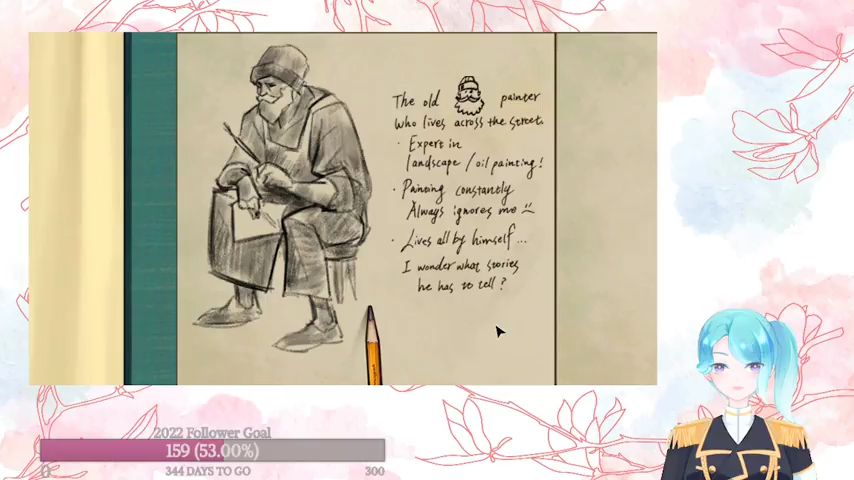 The old painter
who lives across the street.
· Expert in
landscape / oil painting!
· Painting constantly
Always ignores me
· Lives all by himself...
I wonder what stories
he has to tell?
2022 Follower Goal
159 (53.00%)
0 344 DAYS TO GO 300